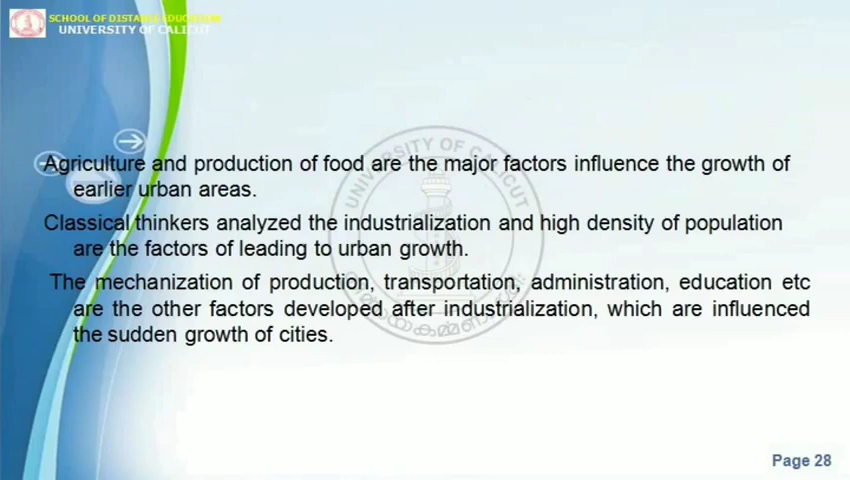 SCHOOL OF DISTANCE EDUCATION
UNIVERSITY OF CALICUT
Agriculture and production of food are the major factors influence the growth of
earlier urban areas.
Classical thinkers analyzed the industrialization and high density of population
are the factors of leading to urban growth.
The mechanization of production, transportation, administration, education etc
are the other factors developed after industrialization, which are influenced
the sudden growth of cities.
UNIVERSITY OF CALICUT
Page 28